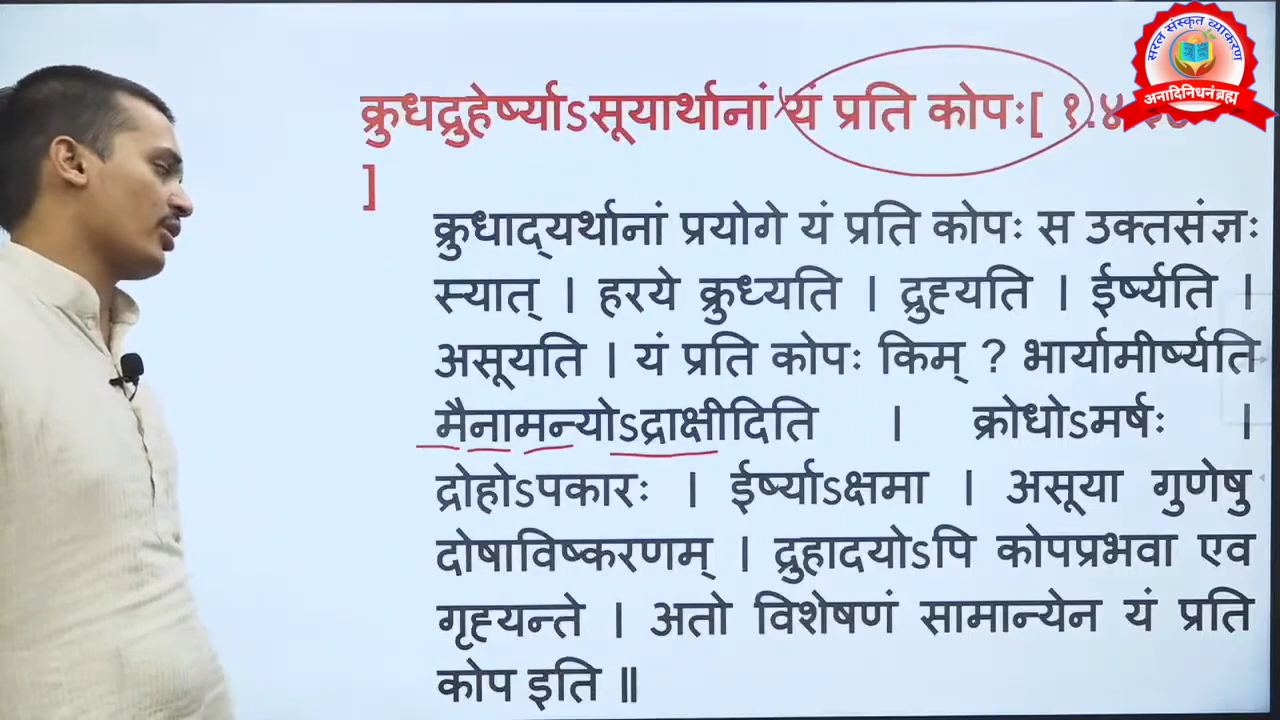 सरल संस्कृत व्याकरण
अनादिनिधनंब्रह्म
क्रुधद्रुहेर्ष्याऽसूयार्थानां यं प्रति कोपः[ १.४
]
क्रुधाद्यर्थानां प्रयोगे यं प्रति कोपः स उक्तसंज्ञः
स्यात् । हरये क्रुध्यति । द्रुह्यति । ईर्ष्यति ।
असूयति । यं प्रति कोपः किम् ? भार्यामीर्ष्यति
मैनामन्योऽद्राक्षीदिति । क्रोधोऽमर्षः ।
द्रोहोऽपकारः । ईर्ष्याऽक्षमा । असूया गुणेषु
दोषाविष्करणम् । द्रुहादयोऽपि कोपप्रभवा एव
गृह्यन्ते । अतो विशेषणं सामान्येन यं प्रति
कोप इति ॥